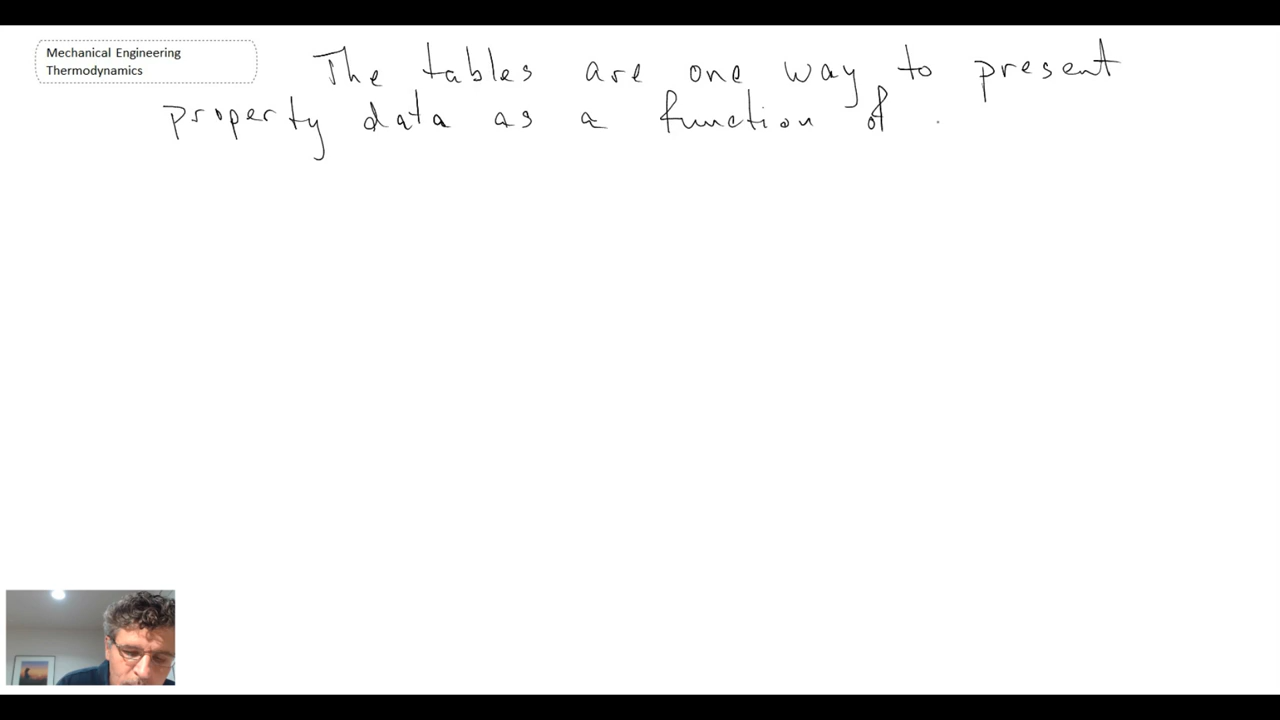 Mechanical Engineering
Thermodynamics
The tables are one way to present
property data as a function of